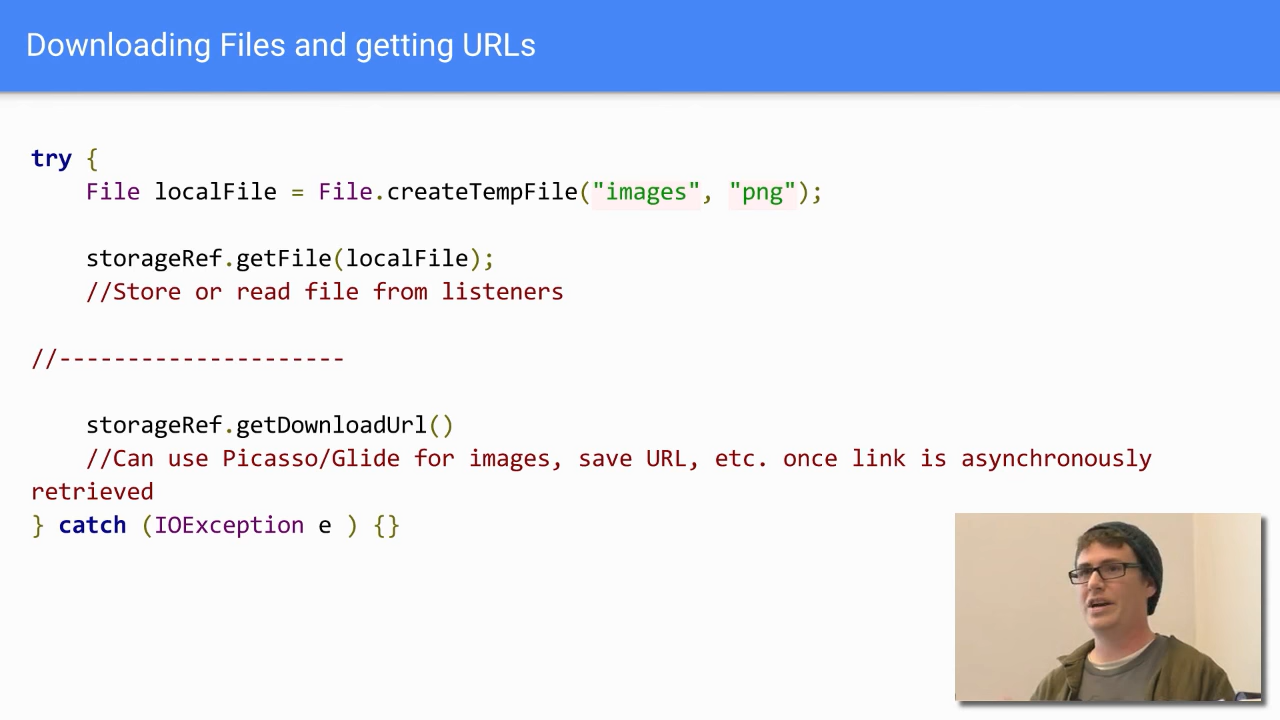 Downloading Files and getting URLs
try {
File localFile = File.createTempFile("images", "png");
storageRef.getFile(localFile);
//Store or read file from listeners
//---------------------
storageRef.getDownloadUrl()
//Can use Picasso/Glide for images, save URL, etc. once link is asynchronously
retrieved
} catch (IOException e ) {}